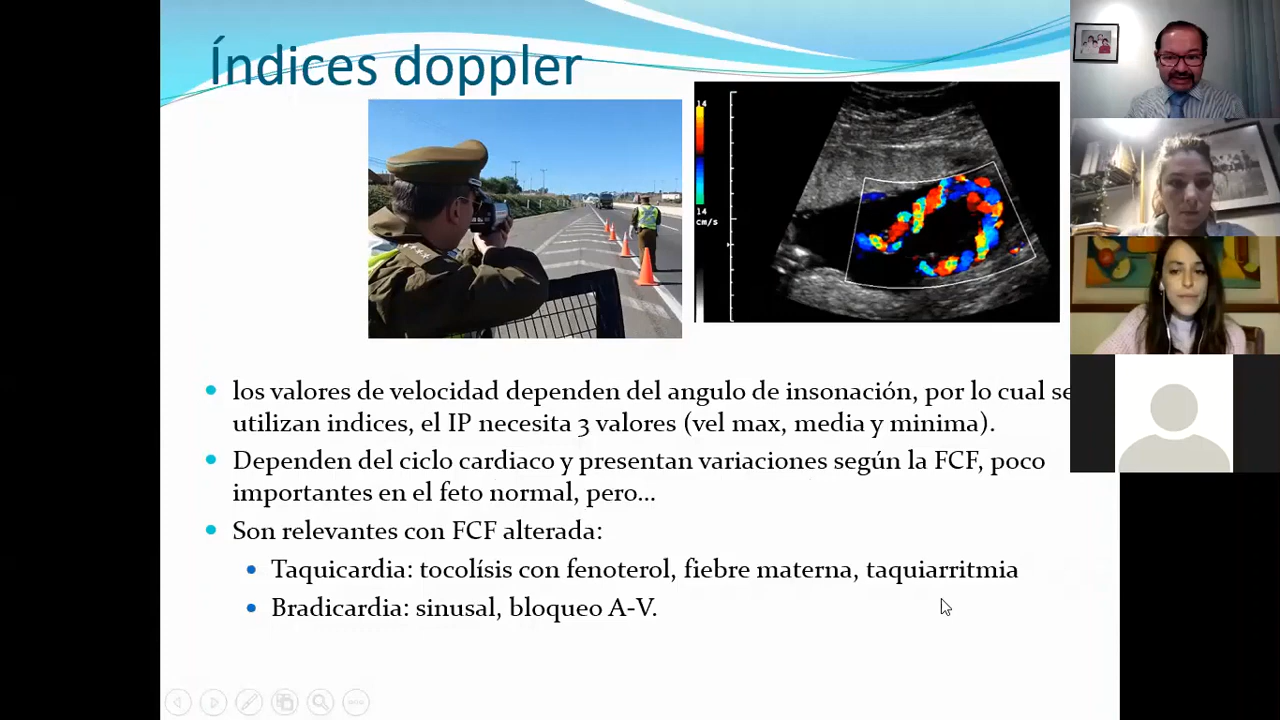 Índices doppler
14
14
cm/s
los valores de velocidad dependen del angulo de insonación, por lo cual se
utilizan indices, el IP necesita 3 valores (vel max, media y minima).
Dependen del ciclo cardiaco y presentan variaciones según la FCF, poco
importantes en el feto normal, pero...
Son relevantes con FCF alterada:
Taquicardia: tocolísis con fenoterol, fiebre materna, taquiarritmia
Bradicardia: sinusal, bloqueo A-V.